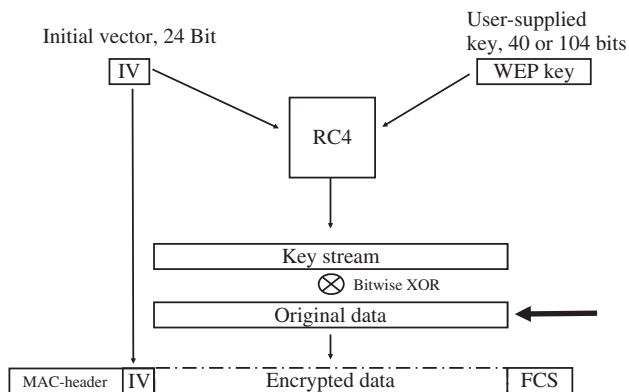 Initial vector, 24 Bit
User-supplied
key, 40 or 104 bits
IV
WEP key
RC4
Key stream
Bitwise XOR
Original data
MAC-header
IV
Encrypted data
FCS